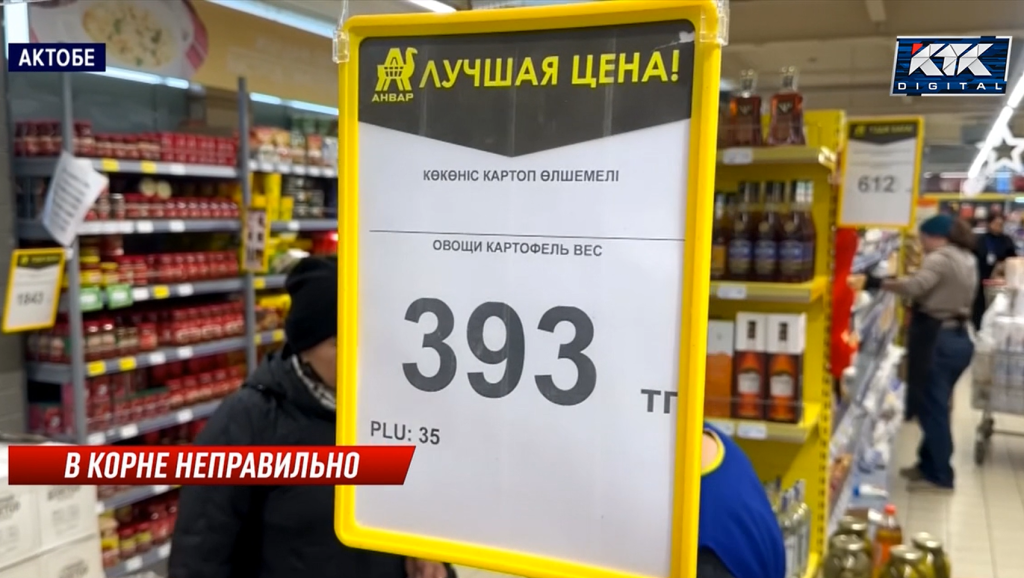 АКТОБЕ
КТК
DIGITAL
АНВАР
ЛУЧШАЯ ЦЕНА!
КӨКӨНІС КАРТОП ӨЛШЕМЕЛІ
ОВОЩИ КАРТОФЕЛЬ ВЕС
393 ТГ
PLU: 35
612
1843
В КОРНЕ НЕПРАВИЛЬНО